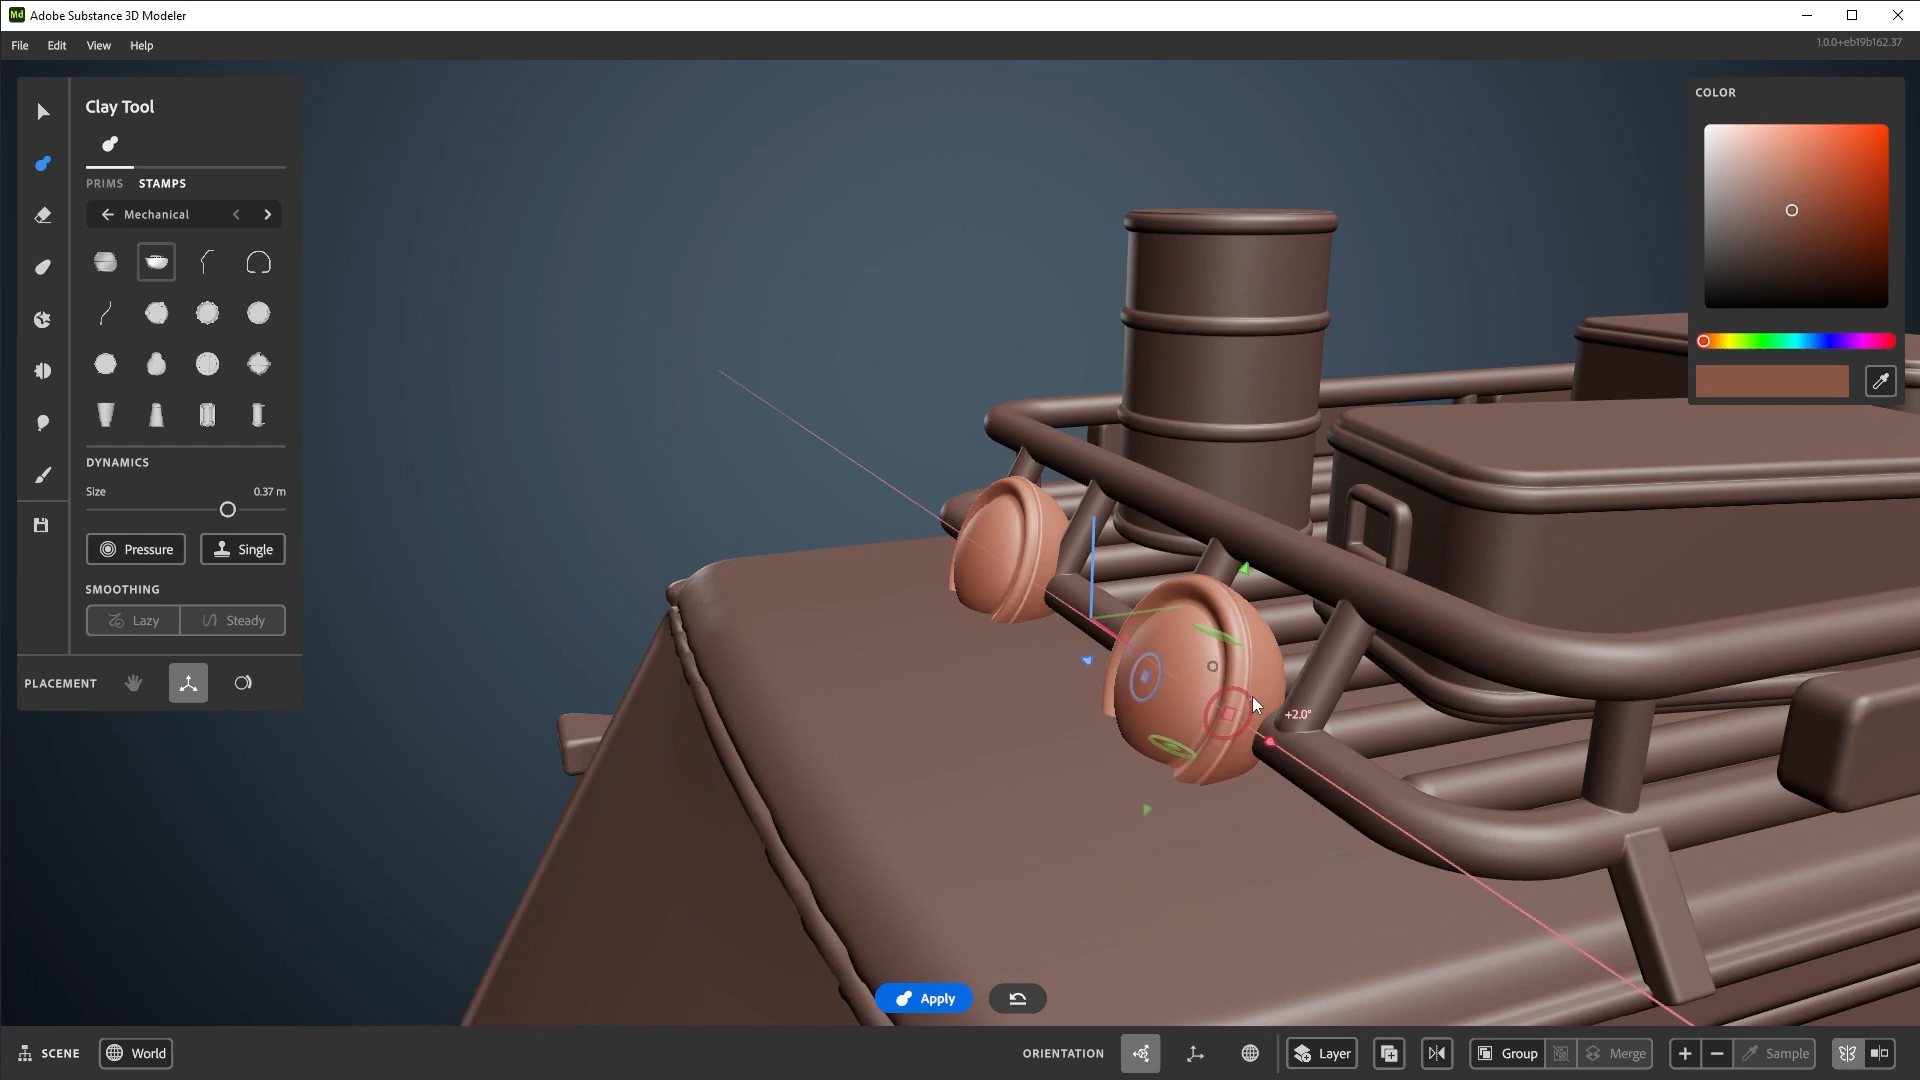 Md Adobe Substance 3D Modeler
File Edit View Help
1.0.0+eb19b162.37
Clay Tool
PRIMS STAMPS
Mechanical
DYNAMICS
Size 0.37 m
Pressure Single
SMOOTHING
Lazy Steady
PLACEMENT
COLOR
+2.0°
Apply
SCENE World
ORIENTATION Layer Group Merge Sample